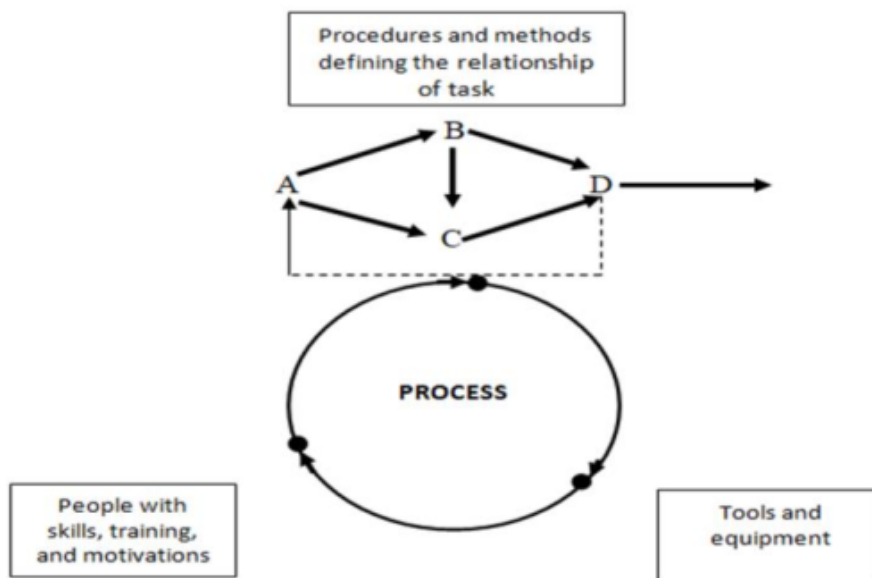 Procedures and methods
defining the relationship
of task
B
A
D
C
PROCESS
People with
skills, training,
and motivations
Tools and
equipment